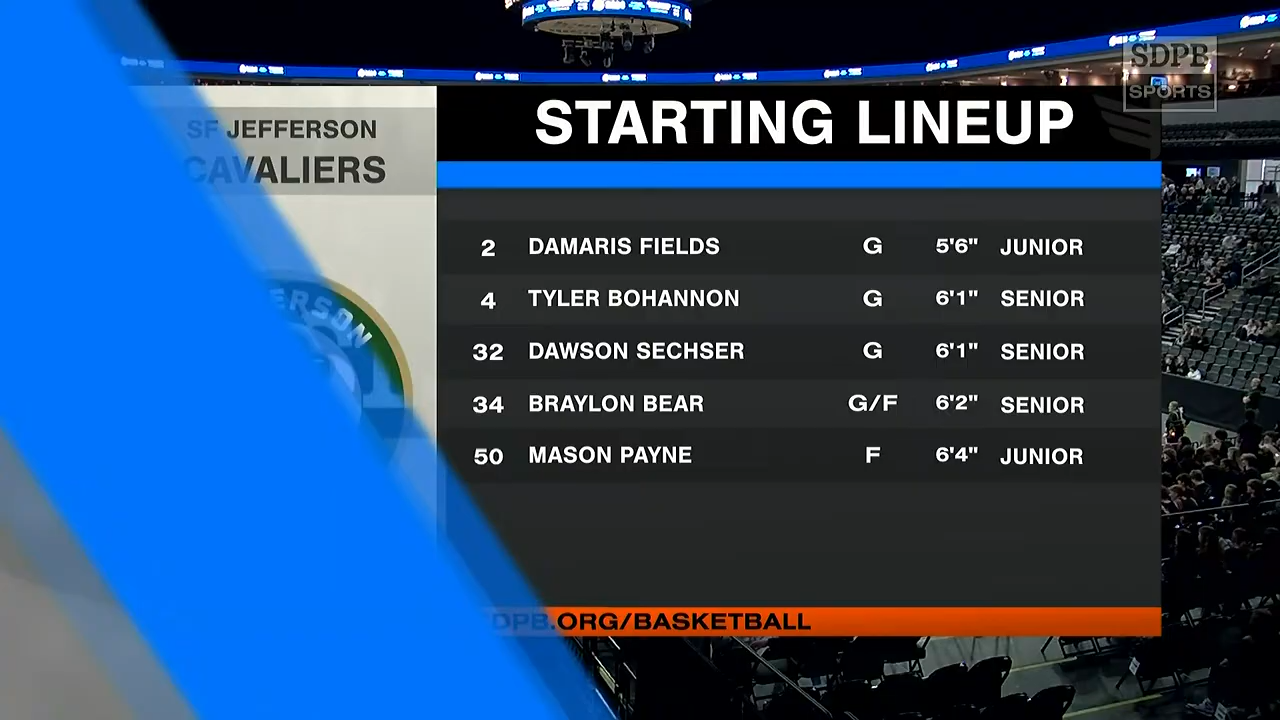 SDPB
SPORTS
SF JEFFERSON
CAVALIERS
STARTING LINEUP
2 DAMARIS FIELDS G 5'6" JUNIOR
4 TYLER BOHANNON G 6'1" SENIOR
32 DAWSON SECHSER G 6'1" SENIOR
34 BRAYLON BEAR G/F 6'2" SENIOR
50 MASON PAYNE F 6'4" JUNIOR
ERSON
DPB.ORG/BASKETBALL